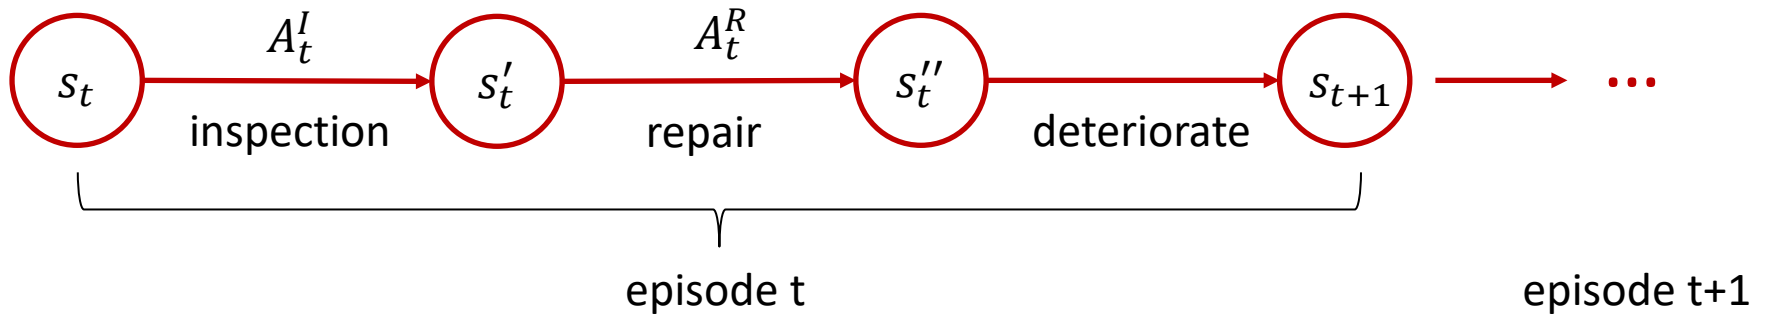 A_t^I A_t^R
s_t s_t′ s_t″ s_{t+1} ...
inspection repair deteriorate
episode t episode t+1